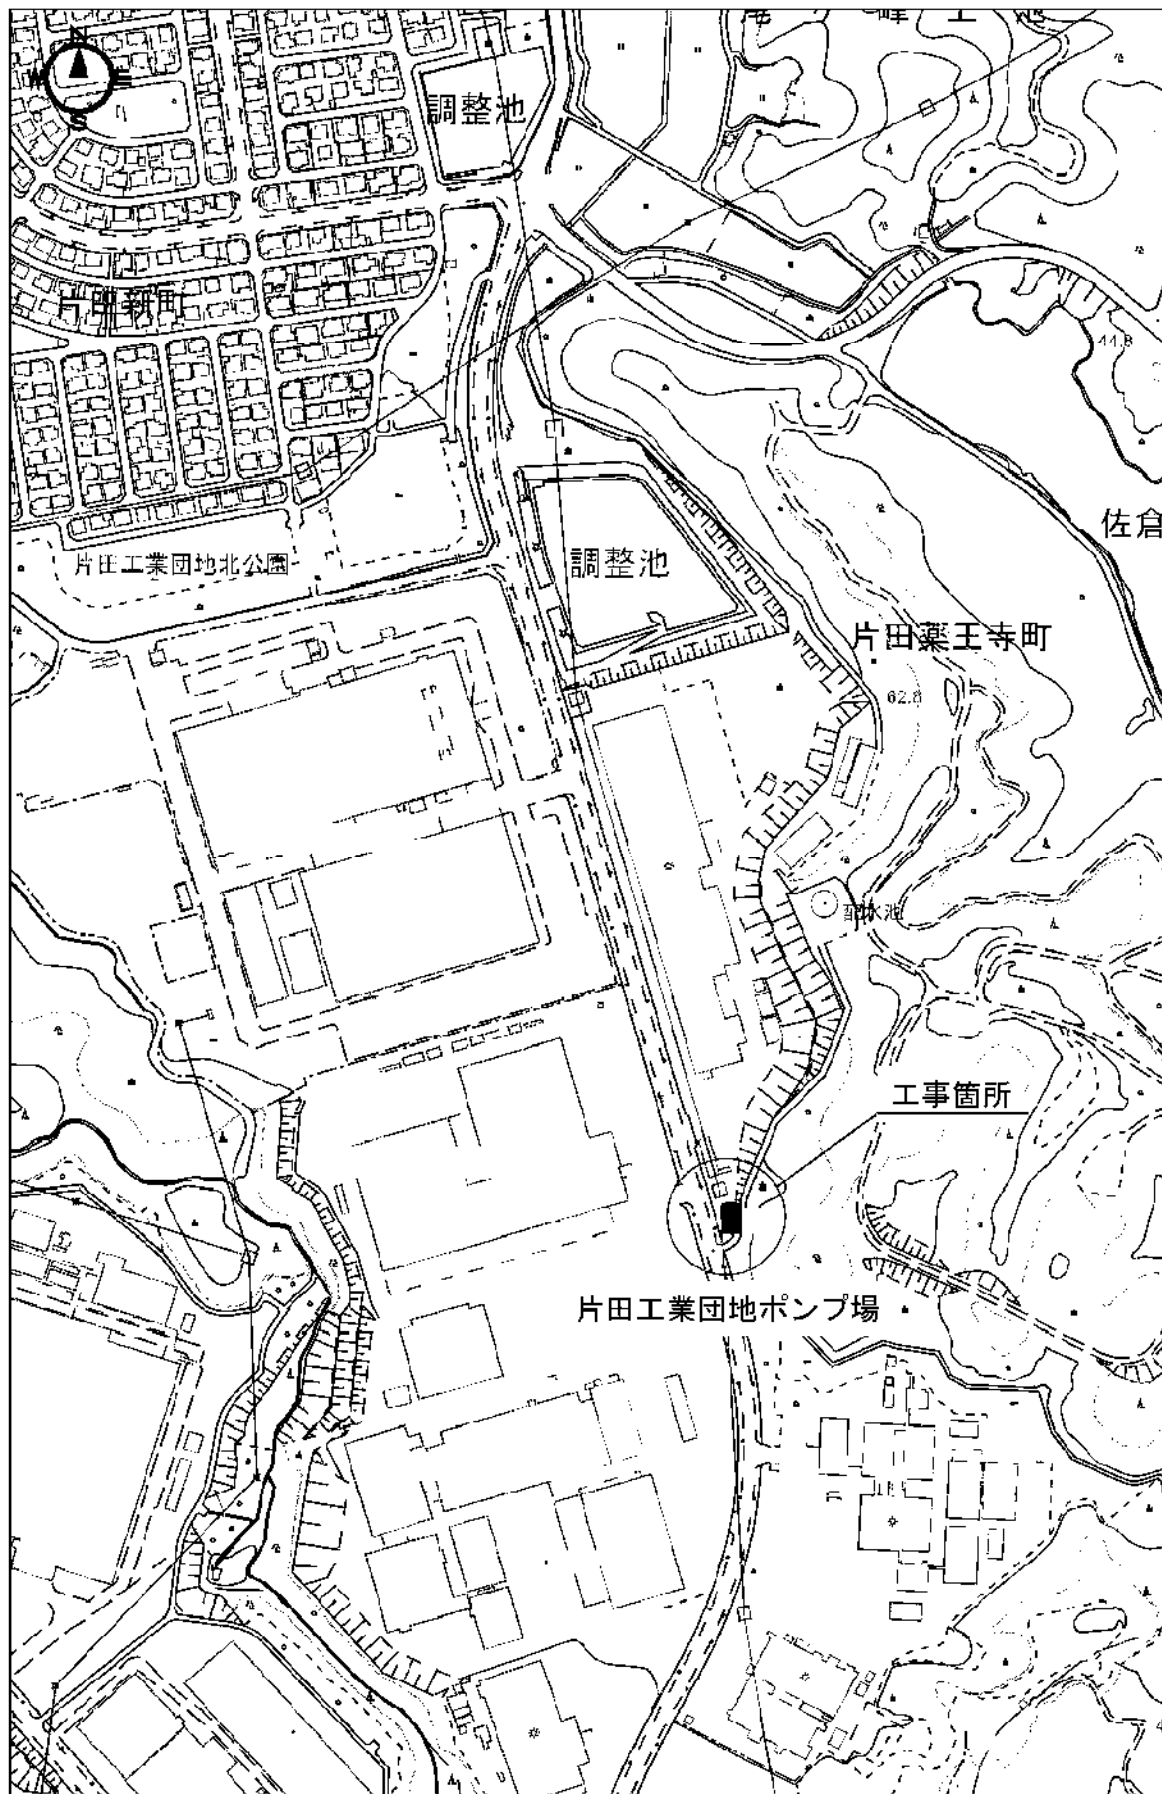 N
W E
S
調整池
片田新町
44.8
佐倉
片田工業団地北公園
調整池
片田薬王寺町
62.8
配水池
工事箇所
片田工業団地ポンプ場